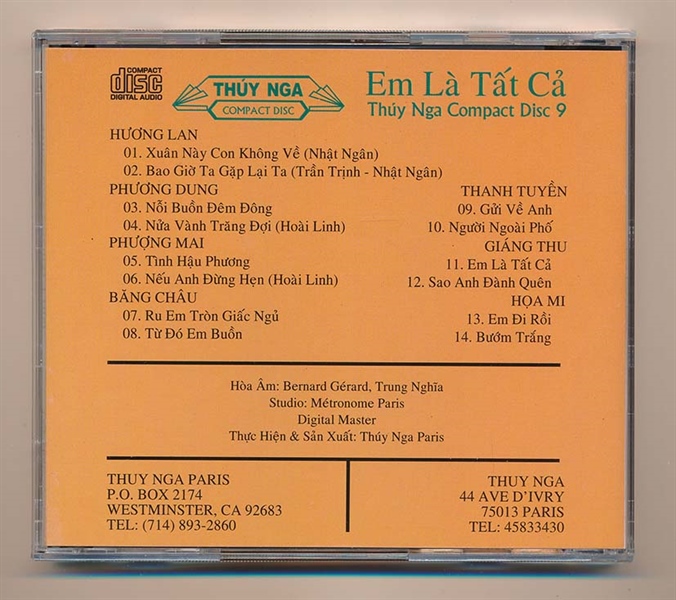 COMPACT
disc
DIGITAL AUDIO
THÚY NGA
COMPACT DISC
Em Là Tất Cả
Thúy Nga Compact Disc 9
HƯƠNG LAN
01. Xuân Này Con Không Về (Nhật Ngân)
02. Bao Giờ Ta Gặp Lại Ta (Trần Trịnh - Nhật Ngân)
PHƯƠNG DUNG
03. Nỗi Buồn Đêm Đông
04. Nửa Vành Trăng Đợi (Hoài Linh)
PHƯỢNG MAI
05. Tình Hậu Phương
06. Nếu Anh Đừng Hẹn (Hoài Linh)
BĂNG CHÂU
07. Ru Em Tròn Giấc Ngủ
08. Từ Đó Em Buồn
THANH TUYỀN
09. Gửi Về Anh
10. Người Ngoài Phố
GIÁNG THU
11. Em Là Tất Cả
12. Sao Anh Đành Quên
HỌA MI
13. Em Đi Rồi
14. Bướm Trắng
Hòa Âm: Bernard Gérard, Trung Nghĩa
Studio: Métronome Paris
Digital Master
Thực Hiện & Sản Xuất: Thúy Nga Paris
THUY NGA PARIS
P.O. BOX 2174
WESTMINSTER, CA 92683
TEL: (714) 893-2860
THUY NGA
44 AVE D'IVRY
75013 PARIS
TEL: 45833430